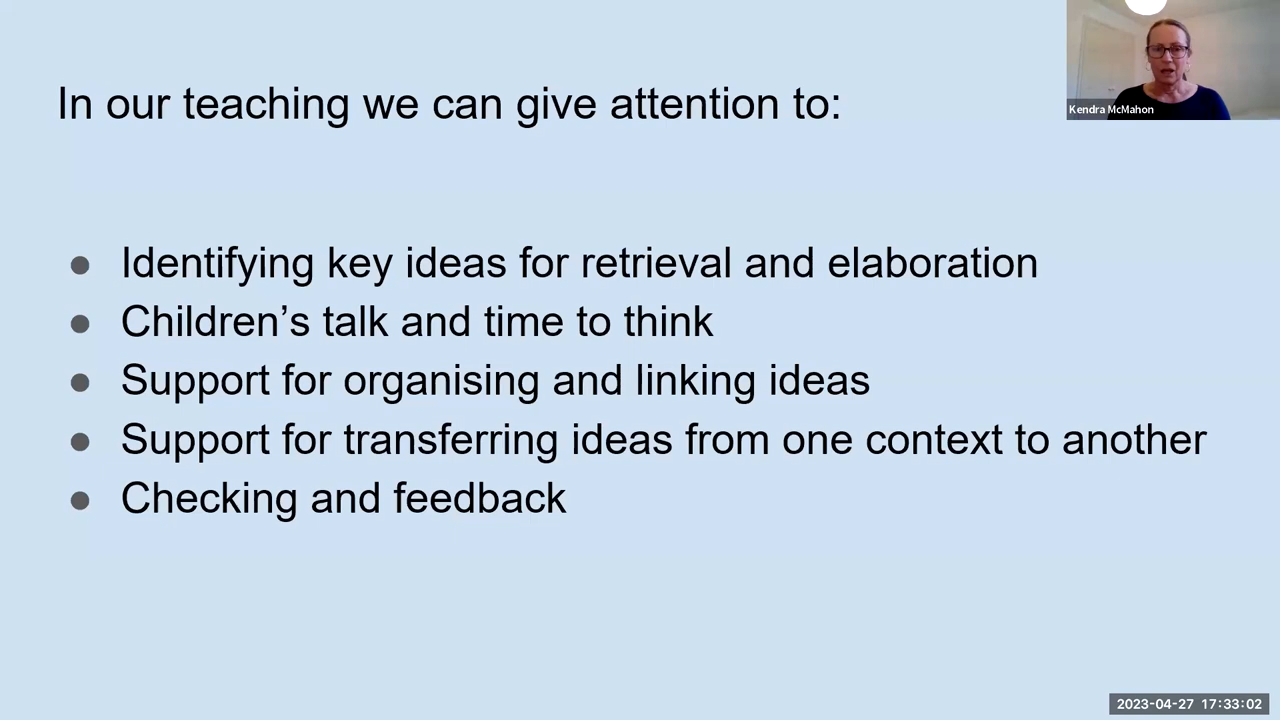 In our teaching we can give attention to:
Kendra McMahon
● Identifying key ideas for retrieval and elaboration
● Children’s talk and time to think
● Support for organising and linking ideas
● Support for transferring ideas from one context to another
● Checking and feedback
2023-04-27 17:33:02